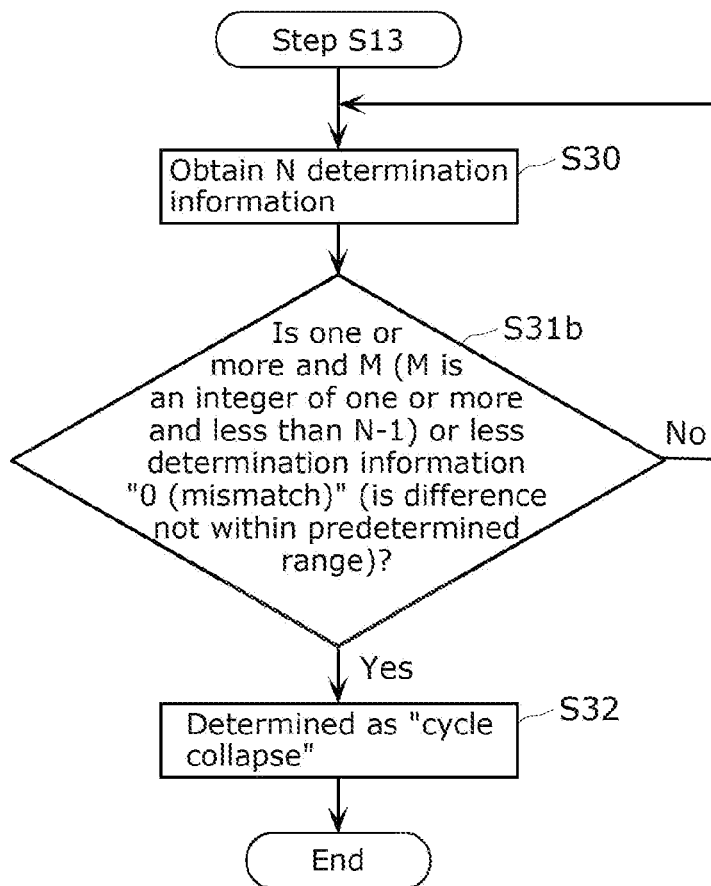 Step S13
Obtain N determination
information
S30
Is one or
more and M (M is
an integer of one or more
and less than N-1) or less
determination information
"0 (mismatch)" (is difference
not within predetermined
range)?
S31b
No
Yes
Determined as "cycle
collapse"
S32
End